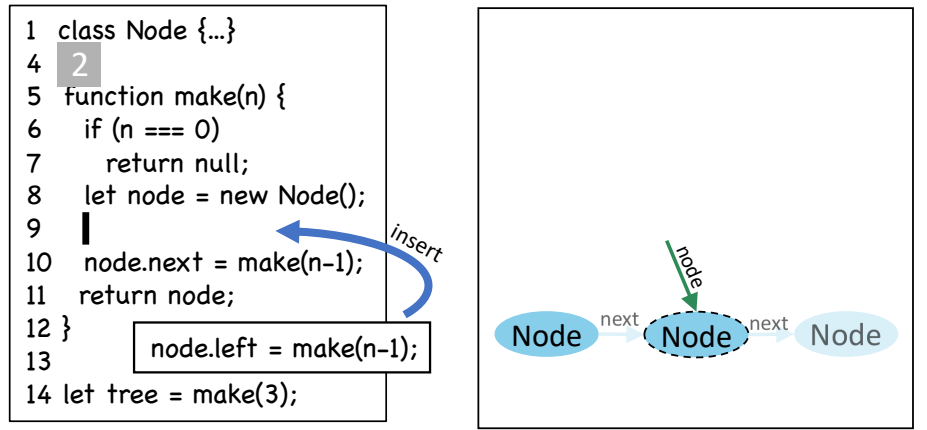 1 class Node {...}
4 2
5 function make(n) {
6 if (n === 0)
7 return null;
8 let node = new Node();
9
10 node.next = make(n-1);
11 return node;
12 }
13
14 let tree = make(3);
insert
node.left = make(n-1);
node
Node next Node next Node